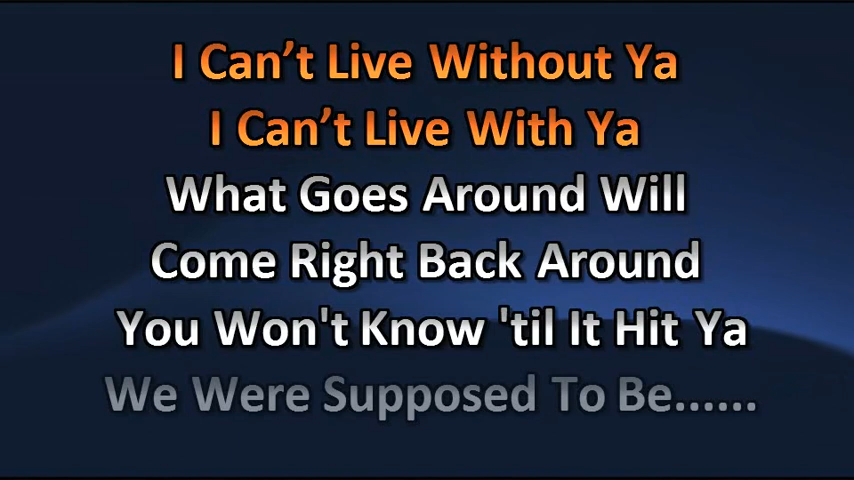 I Can’t Live Without Ya
I Can’t Live With Ya
What Goes Around Will
Come Right Back Around
You Won't Know 'til It Hit Ya
We Were Supposed To Be......